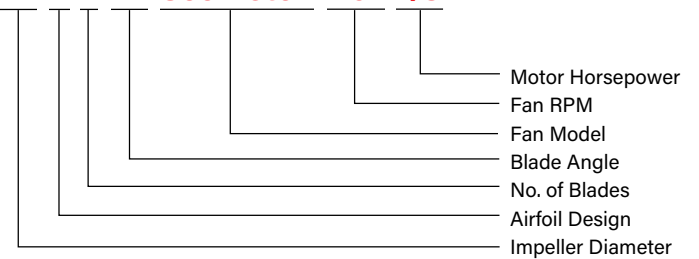 Motor Horsepower
Fan RPM
Fan Model
Blade Angle
No. of Blades
Airfoil Design
Impeller Diameter